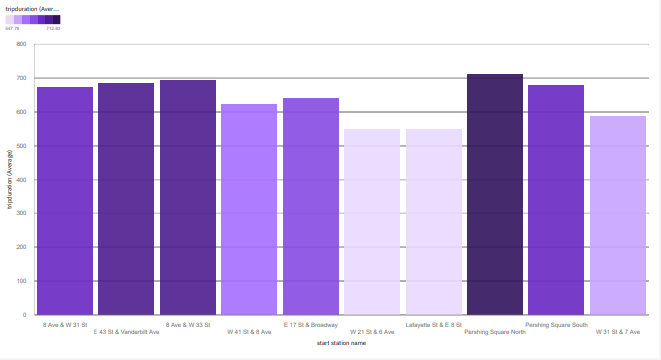 tripduration (Aver...
547.76 712.63
800
700
600
500
400
300
200
100
0
tripduration (Average)
8 Ave & W 31 St
E 43 St & Vanderbilt Ave
8 Ave & W 33 St
W 41 St & 8 Ave
E 17 St & Broadway
W 21 St & 6 Ave
Lafayette St & E 8 St
Pershing Square North
Pershing Square South
W 31 St & 7 Ave
start station name